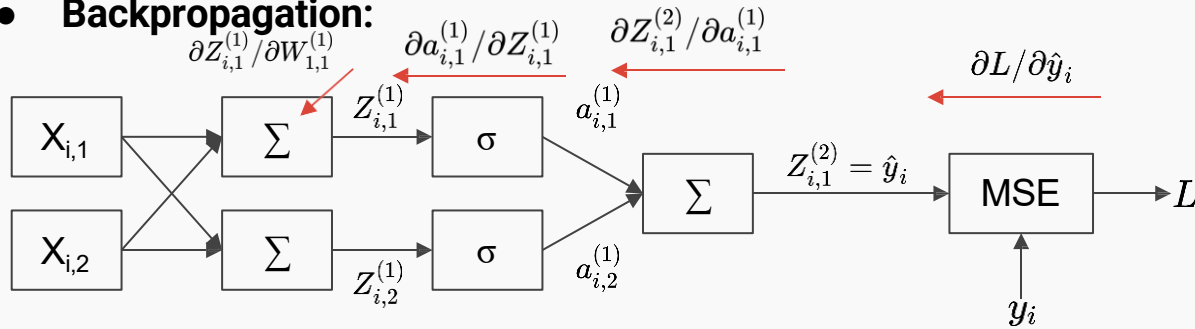 ● Backpropagation:
∂Z_{i,1}^{(1)}/∂W_{1,1}^{(1)}
∂a_{i,1}^{(1)}/∂Z_{i,1}^{(1)}
∂Z_{i,1}^{(2)}/∂a_{i,1}^{(1)}
∂L/∂ŷ_i
X_{i,1}
Σ
Z_{i,1}^{(1)}
σ
a_{i,1}^{(1)}
Σ
Z_{i,1}^{(2)} = ŷ_i
MSE
L
X_{i,2}
Σ
Z_{i,2}^{(1)}
σ
a_{i,2}^{(1)}
y_i